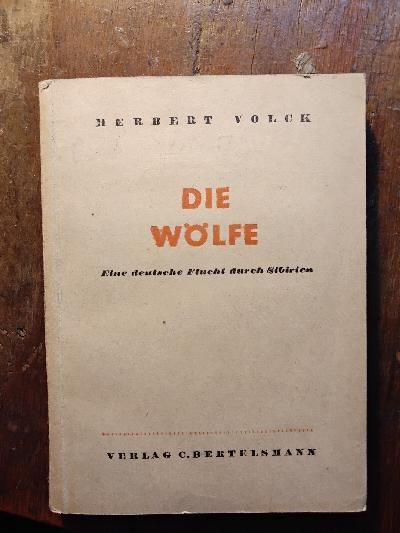 HERBERT VOLCK
DIE
WÖLFE
Eine deutsche Flucht durch Sibirien
VERLAG C. BERTELSMANN